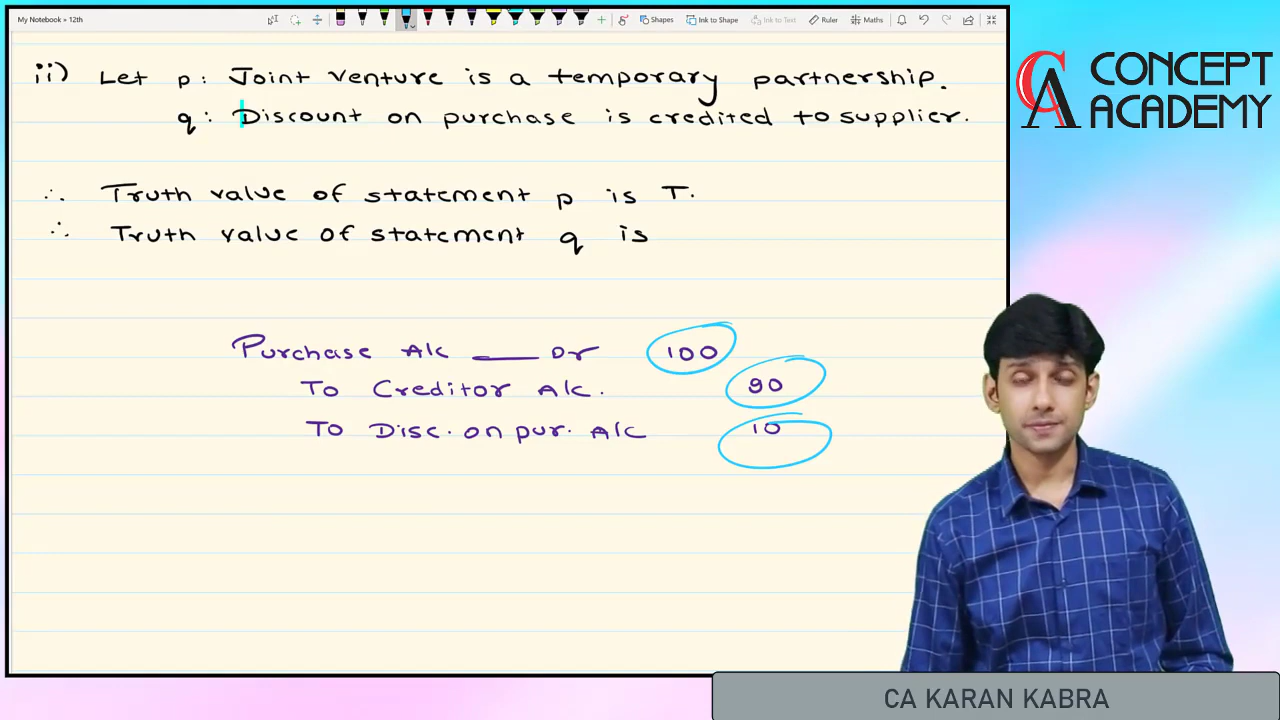 My Notebook » 12th
Shapes
Ink to Shape
Ink to Text
Ruler
Maths
ii) Let p: Joint venture is a temporary partnership.
q: Discount on purchase is credited to supplier.
∴ Truth value of statement p is T.
∴ Truth value of statement q is
Purchase A/c ___ Dr 100
To Creditor A/c. 90
To Disc. on pur. A/c 10
CA CONCEPT
ACADEMY
CA KARAN KABRA